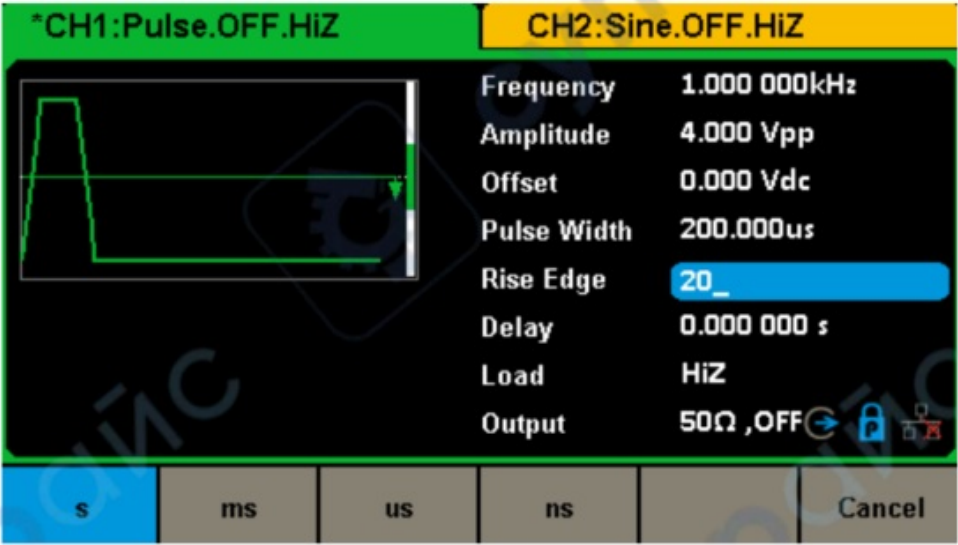 *CH1:Pulse.OFF.HiZ CH2:Sine.OFF.HiZ
Frequency 1.000 000kHz
Amplitude 4.000 Vpp
Offset 0.000 Vdc
Pulse Width 200.000us
Rise Edge 20_
Delay 0.000 000 s
Load HiZ
Output 50Ω ,OFF P
s ms us ns Cancel